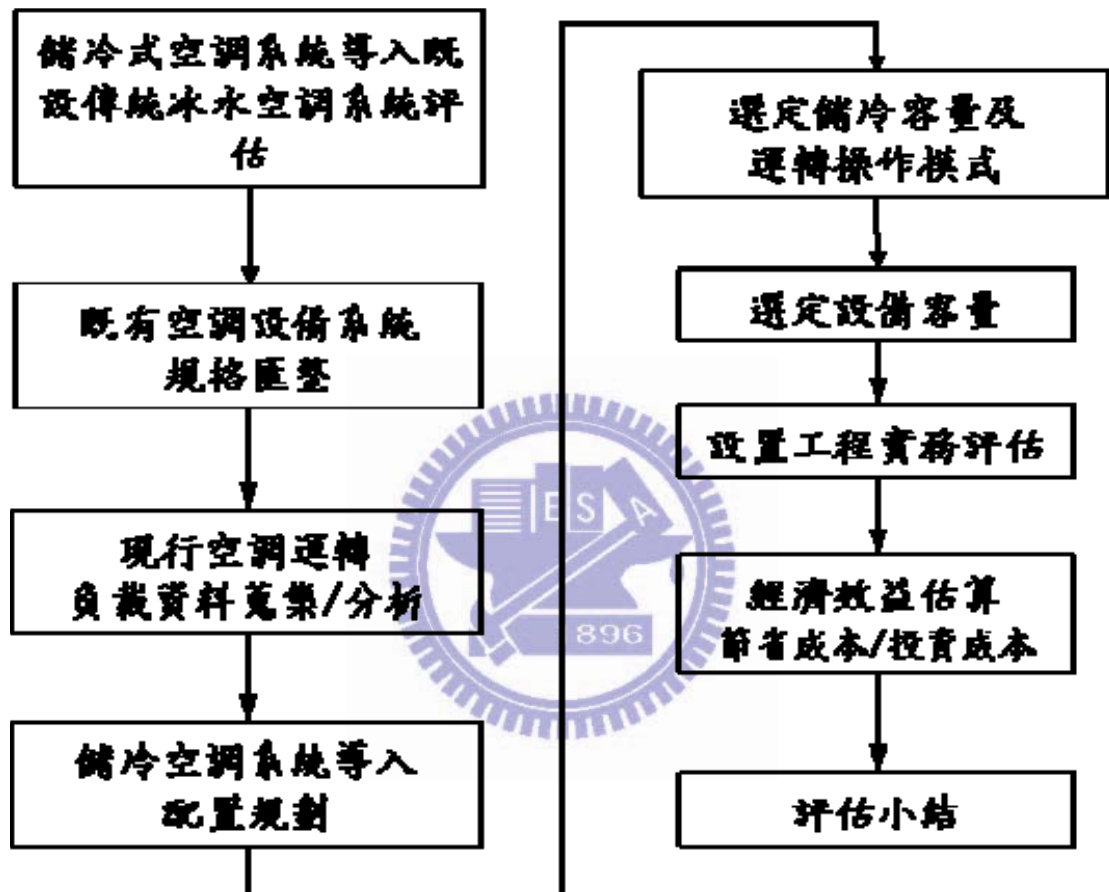 儲冷式空調系統導入既
設傳統冰水空調系統評
估
既有空調設備系統
規格匯整
現行空調運轉
負載資料蒐集/分析
儲冷空調系統導入
配置規劃
選定儲冷容量及
運轉操作模式
選定設備容量
設置工程實務評估
經濟效益估算
節省成本/投資成本
評估小結
E S A
896